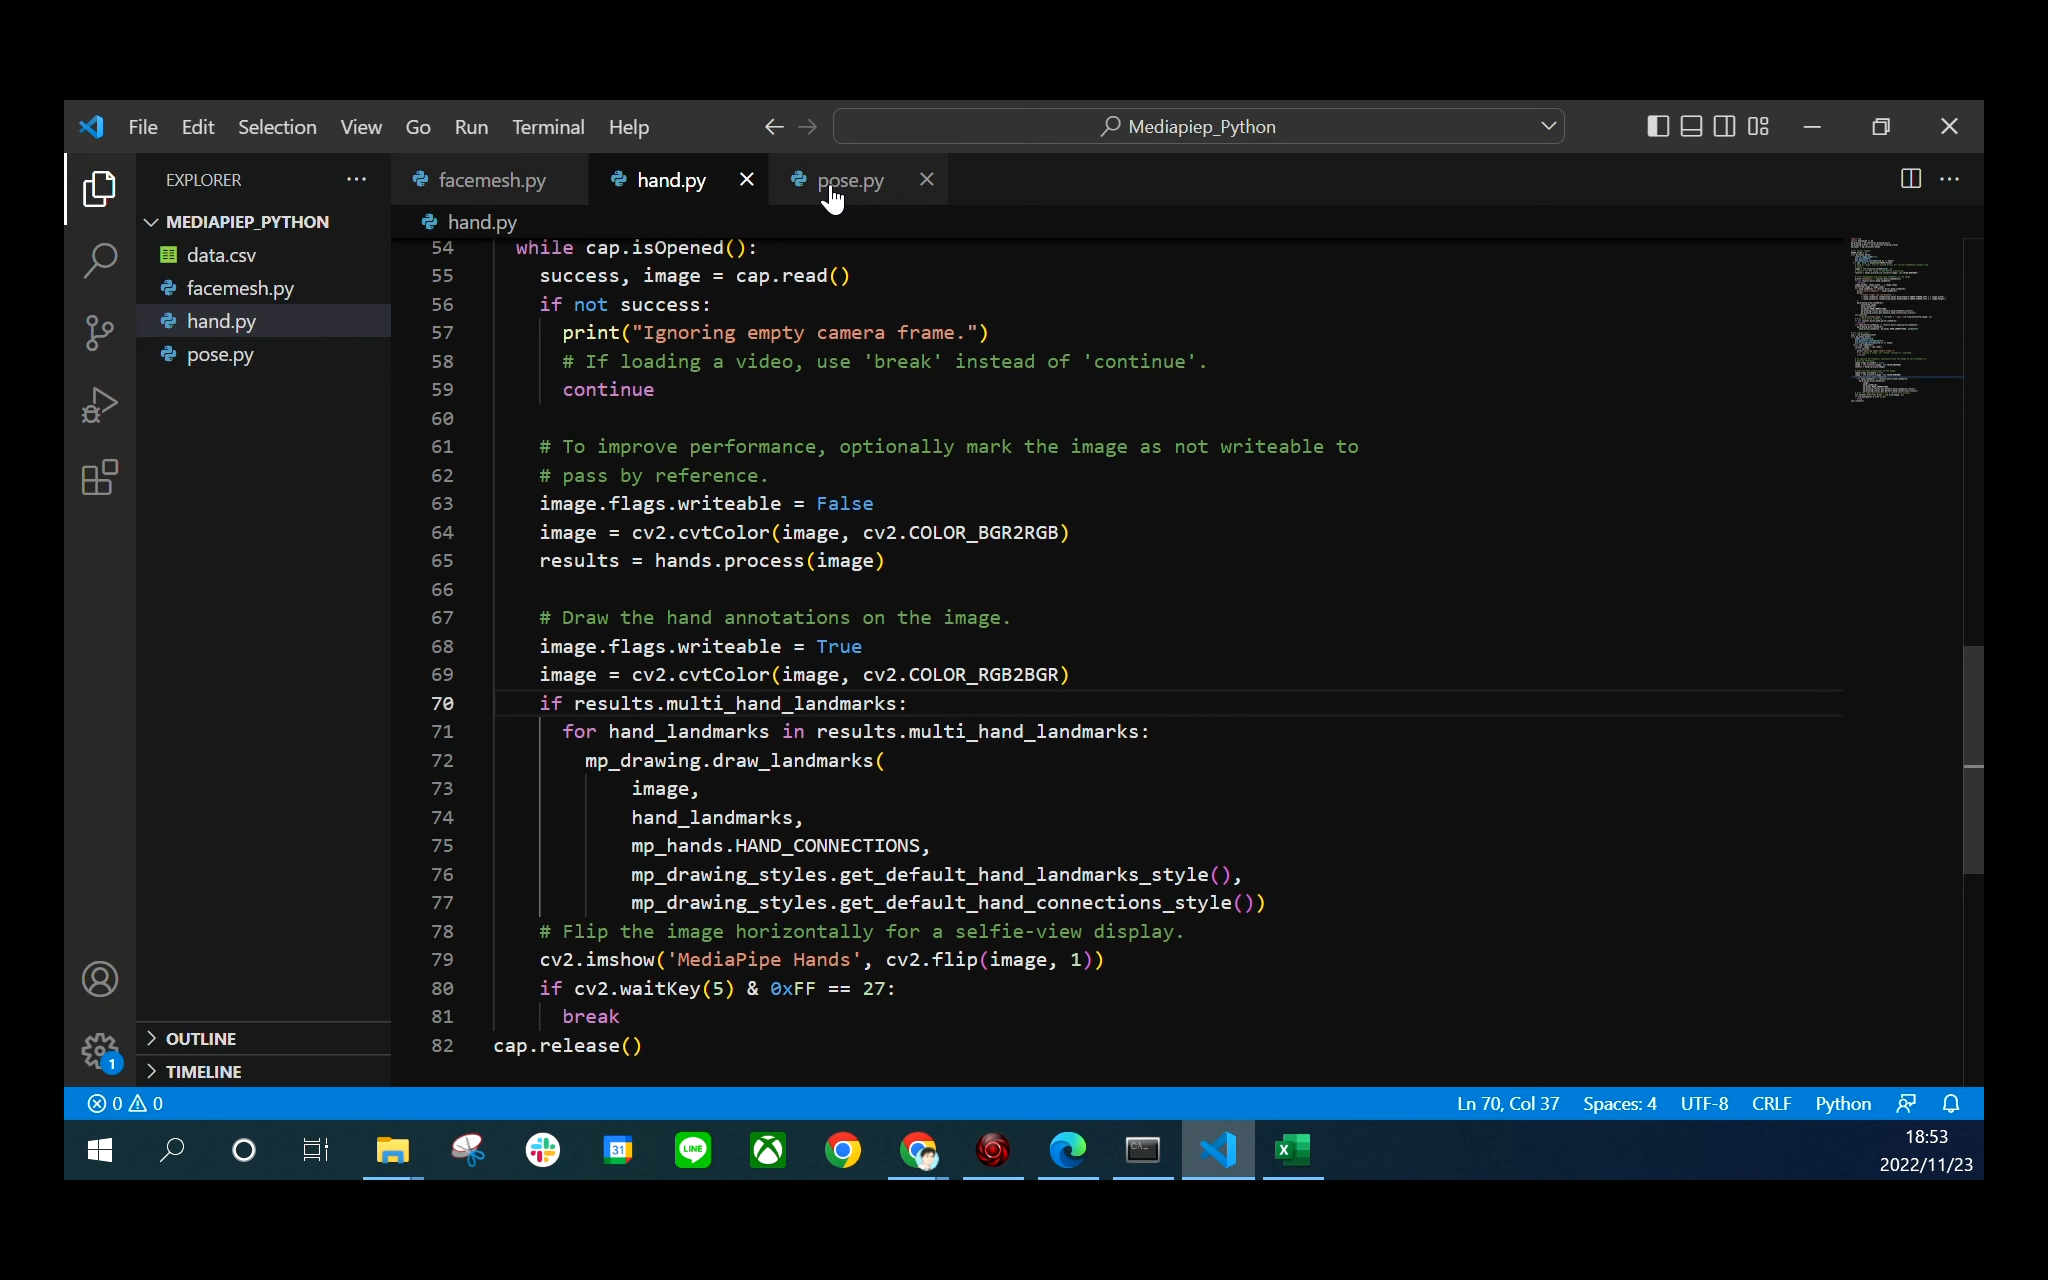 File Edit Selection View Go Run Terminal Help
Mediapiep_Python
EXPLORER
MEDIAPIEP_PYTHON
data.csv
facemesh.py
hand.py
pose.py
OUTLINE
TIMELINE
facemesh.py hand.py pose.py
hand.py
54 while cap.isOpened():
55 success, image = cap.read()
56 if not success:
57 print("Ignoring empty camera frame.")
58 # If loading a video, use 'break' instead of 'continue'.
59 continue
60
61 # To improve performance, optionally mark the image as not writeable to
62 # pass by reference.
63 image.flags.writeable = False
64 image = cv2.cvtColor(image, cv2.COLOR_BGR2RGB)
65 results = hands.process(image)
66
67 # Draw the hand annotations on the image.
68 image.flags.writeable = True
69 image = cv2.cvtColor(image, cv2.COLOR_RGB2BGR)
70 if results.multi_hand_landmarks:
71 for hand_landmarks in results.multi_hand_landmarks:
72 mp_drawing.draw_landmarks(
73 image,
74 hand_landmarks,
75 mp_hands.HAND_CONNECTIONS,
76 mp_drawing_styles.get_default_hand_landmarks_style(),
77 mp_drawing_styles.get_default_hand_connections_style())
78 # Flip the image horizontally for a selfie-view display.
79 cv2.imshow('MediaPipe Hands', cv2.flip(image, 1))
80 if cv2.waitKey(5) & 0xFF == 27:
81 break
82 cap.release()
1
0 0 Ln 70, Col 37 Spaces: 4 UTF-8 CRLF Python
31 LINE
18:53
2022/11/23